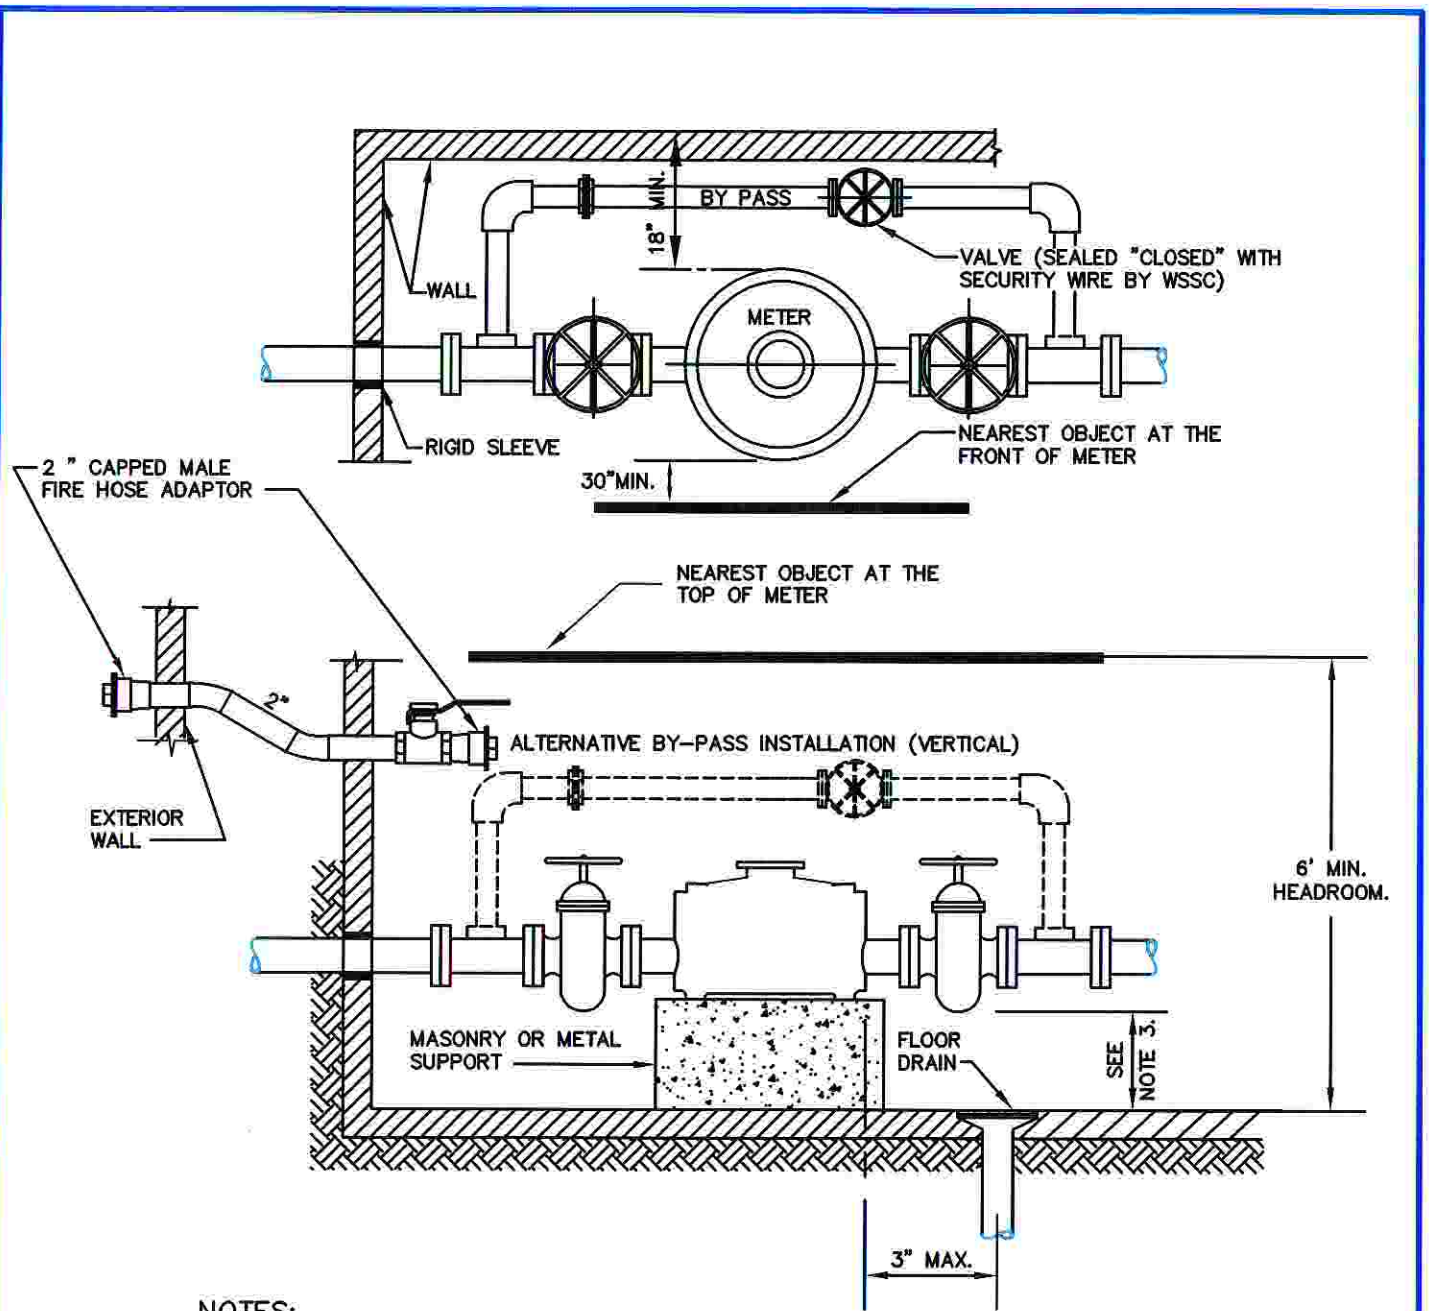 18" MIN.
BY PASS
VALVE (SEALED "CLOSED" WITH
SECURITY WIRE BY WSSC)
WALL
METER
RIGID SLEEVE
NEAREST OBJECT AT THE
FRONT OF METER
30"MIN.
2 " CAPPED MALE
FIRE HOSE ADAPTOR
NEAREST OBJECT AT THE
TOP OF METER
2"
ALTERNATIVE BY-PASS INSTALLATION (VERTICAL)
EXTERIOR
WALL
6' MIN.
HEADROOM.
MASONRY OR METAL
SUPPORT
FLOOR
DRAIN
SEE
NOTE 3.
3" MAX.
NOTES: